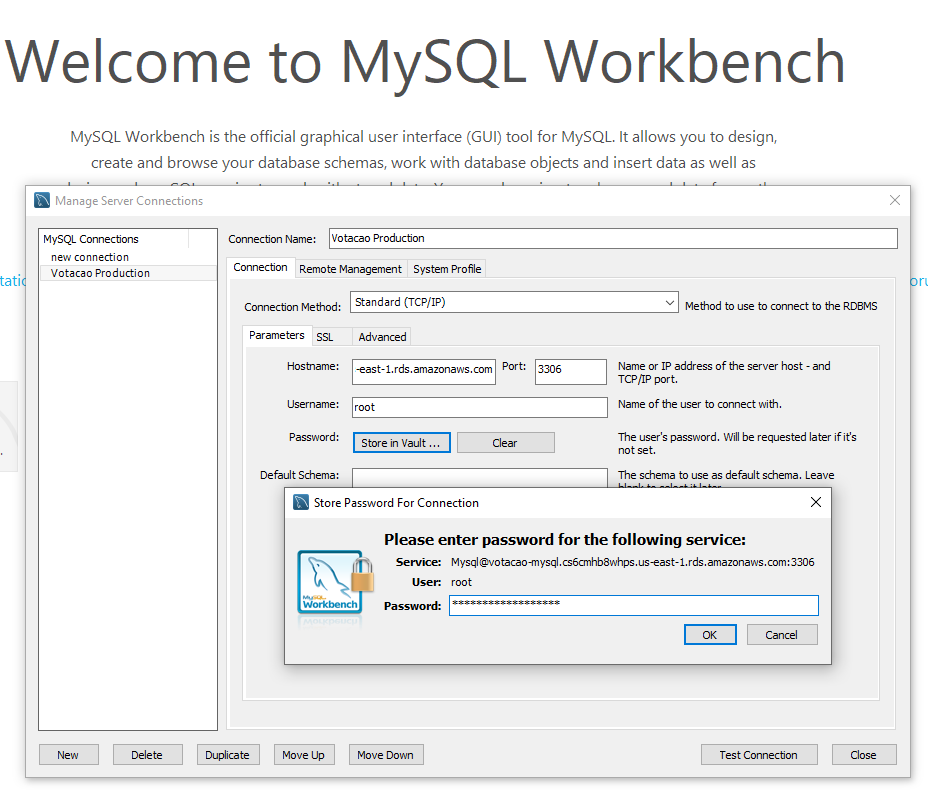 Welcome to MySQL Workbench
MySQL Workbench is the official graphical user interface (GUI) tool for MySQL. It allows you to design,
create and browse your database schemas, work with database objects and insert data as well as
Manage Server Connections
MySQL Connections
new connection
Votacao Production
Connection Name:
Votacao Production
Connection
Remote Management
System Profile
Connection Method:
Standard (TCP/IP)
Method to use to connect to the RDBMS
Parameters
SSL
Advanced
Hostname:
-east-1.rds.amazonaws.com
Port:
3306
Name or IP address of the server host - and
TCP/IP port.
Username:
root
Name of the user to connect with.
Password:
Store in Vault ...
Clear
The user's password. Will be requested later if it's
not set.
Default Schema:
The schema to use as default schema. Leave
blank to select it later.
Store Password For Connection
Please enter password for the following service:
Service: Mysql@votacao-mysql.cs6cmhb8whps.us-east-1.rds.amazonaws.com:3306
User: root
Password: ******************
OK
Cancel
New
Delete
Duplicate
Move Up
Move Down
Test Connection
Close